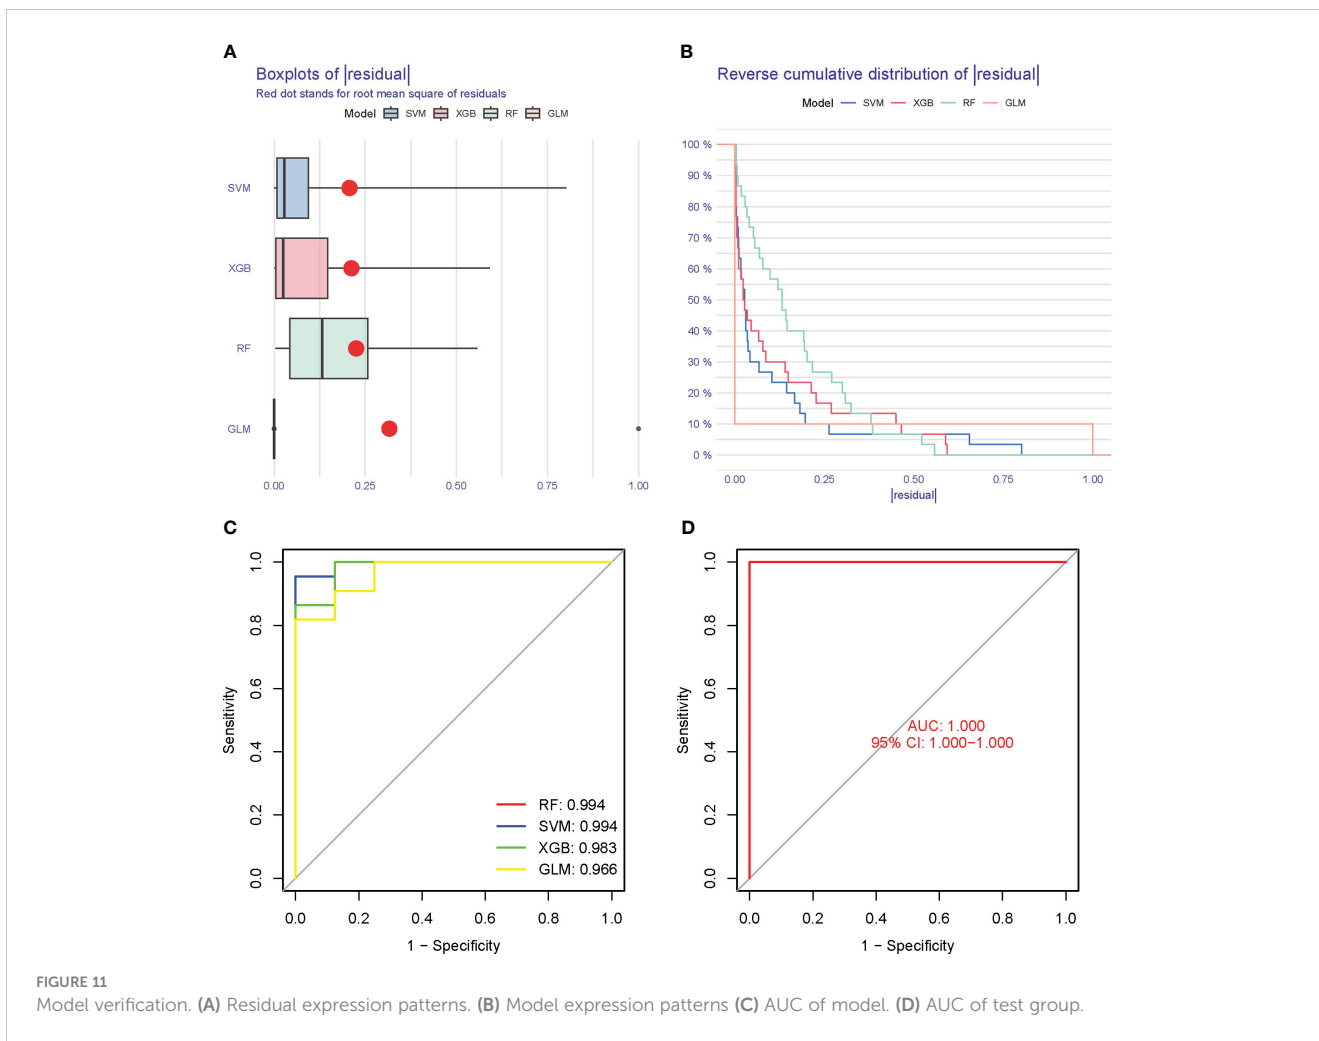 A
Boxplots of |residual|
Red dot stands for root mean square of residuals
Model SVM XGB RF GLM
SVM
XGB
RF
GLM
0.00 0.25 0.50 0.75 1.00
B
Reverse cumulative distribution of |residual|
Model SVM XGB RF GLM
100 %
90 %
80 %
70 %
60 %
50 %
40 %
30 %
20 %
10 %
0 %
0.00 0.25 0.50 0.75 1.00
|residual|
C
Sensitivity
1.0
0.8
0.6
0.4
0.2
0.0
RF: 0.994
SVM: 0.994
XGB: 0.983
GLM: 0.966
0.0 0.2 0.4 0.6 0.8 1.0
1 − Specificity
D
Sensitivity
1.0
0.8
0.6
0.4
0.2
0.0
AUC: 1.000
95% CI: 1.000−1.000
0.0 0.2 0.4 0.6 0.8 1.0
1 − Specificity
FIGURE 11
Model verification. (A) Residual expression patterns. (B) Model expression patterns (C) AUC of model. (D) AUC of test group.